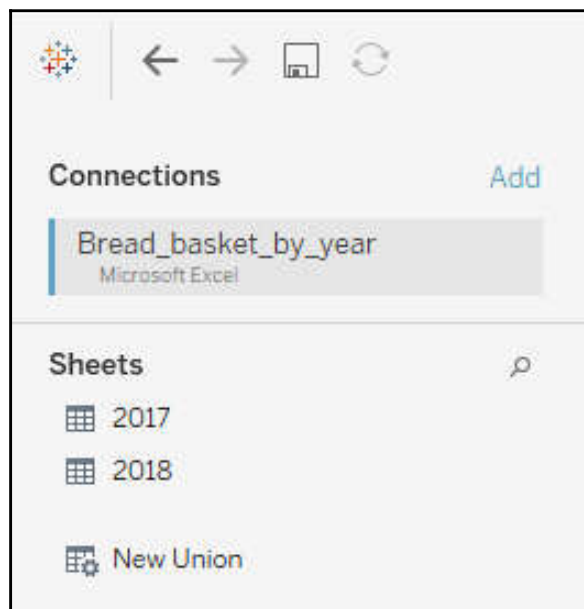 Connections Add
Bread_basket_by_year
Microsoft Excel
Sheets
2017
2018
New Union